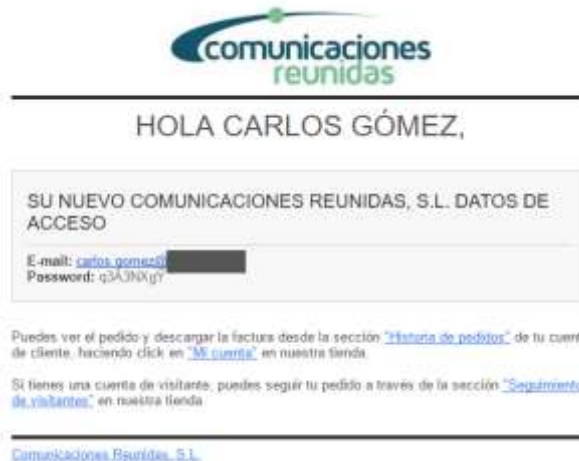 comunicaciones
reunidas
HOLA CARLOS GÓMEZ,
SU NUEVO COMUNICACIONES REUNIDAS, S.L. DATOS DE
ACCESO
E-mail: carlos.gomez@
Password: q3A3NXgY
Puedes ver el pedido y descargar la factura desde la sección "Historia de pedidos" de tu cuent
de cliente, haciendo click en "Mi cuenta" en nuestra tienda.
Si tienes una cuenta de visitante, puedes seguir tu pedido a través de la sección "Seguimiento
de visitantes" en nuestra tienda.
Comunicaciones Reunidas, S.L.